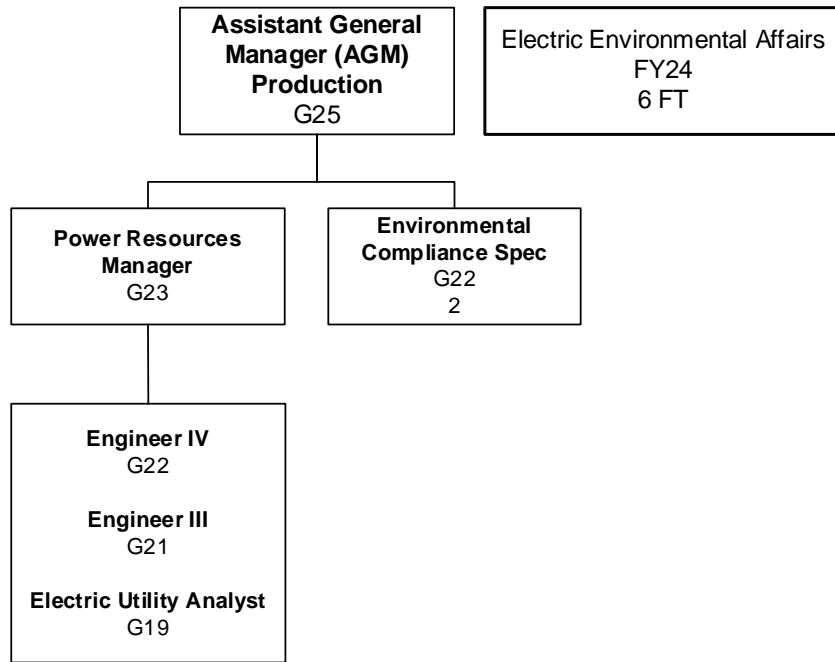 Assistant General
Manager (AGM)
Production
G25
Electric Environmental Affairs
FY24
6 FT
Power Resources
Manager
G23
Environmental
Compliance Spec
G22
2
Engineer IV
G22
Engineer III
G21
Electric Utility Analyst
G19